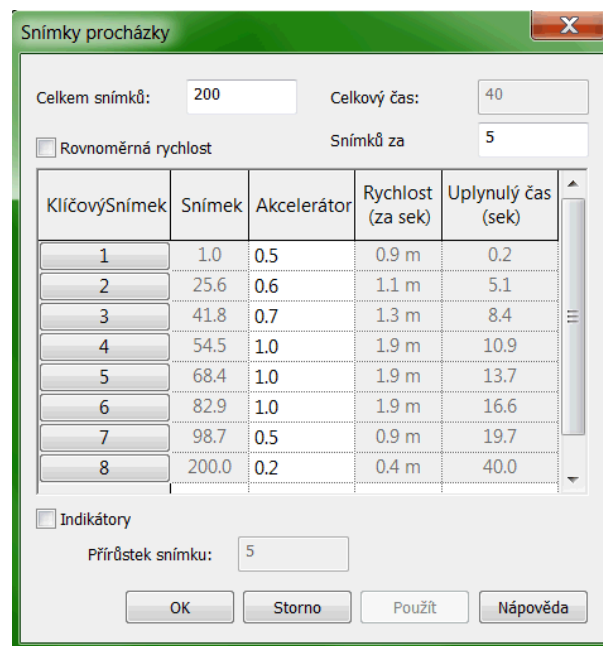 Snímky procházky
Celkem snímků: 200 Celkový čas: 40
Rovnoměrná rychlost Snímků za 5
KlíčovýSnímek Snímek Akcelerátor Rychlost (za sek) Uplynulý čas (sek)
1 1.0 0.5 0.9 m 0.2
2 25.6 0.6 1.1 m 5.1
3 41.8 0.7 1.3 m 8.4
4 54.5 1.0 1.9 m 10.9
5 68.4 1.0 1.9 m 13.7
6 82.9 1.0 1.9 m 16.6
7 98.7 0.5 0.9 m 19.7
8 200.0 0.2 0.4 m 40.0
Indikátory
Přírůstek snímku: 5
OK Storno Použít Nápověda